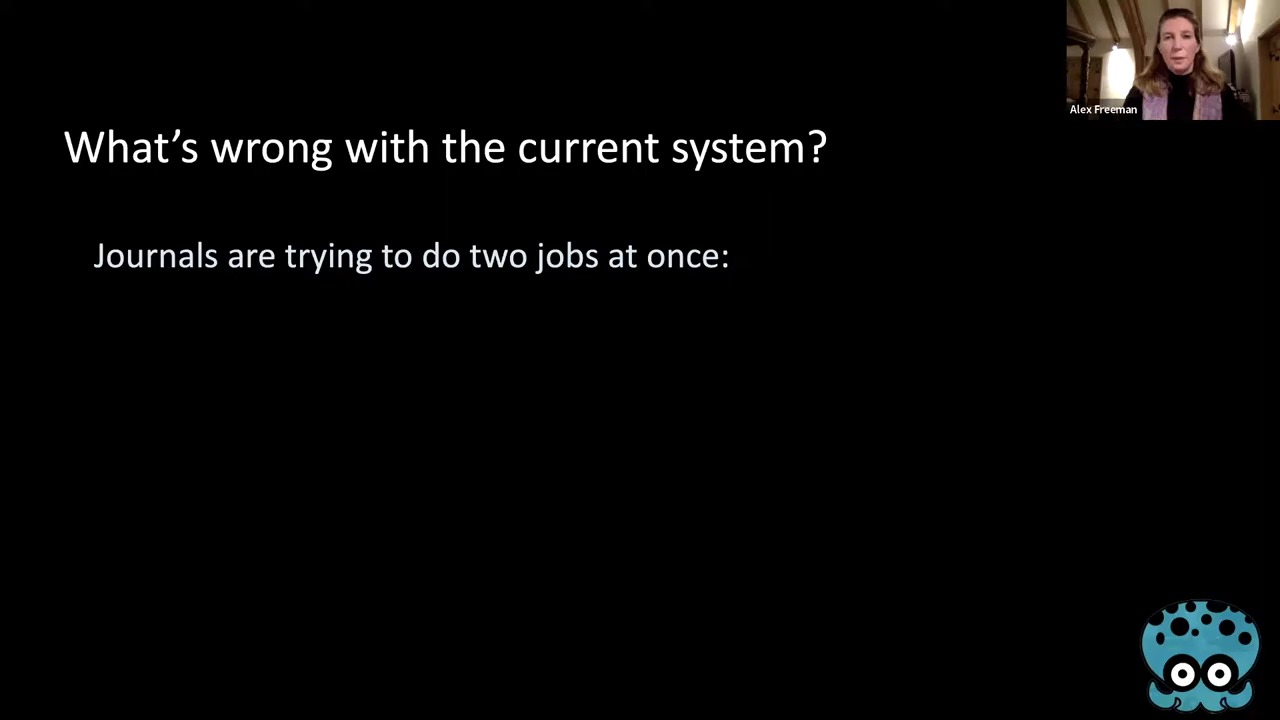 Alex Freeman
What's wrong with the current system?
Journals are trying to do two jobs at once: